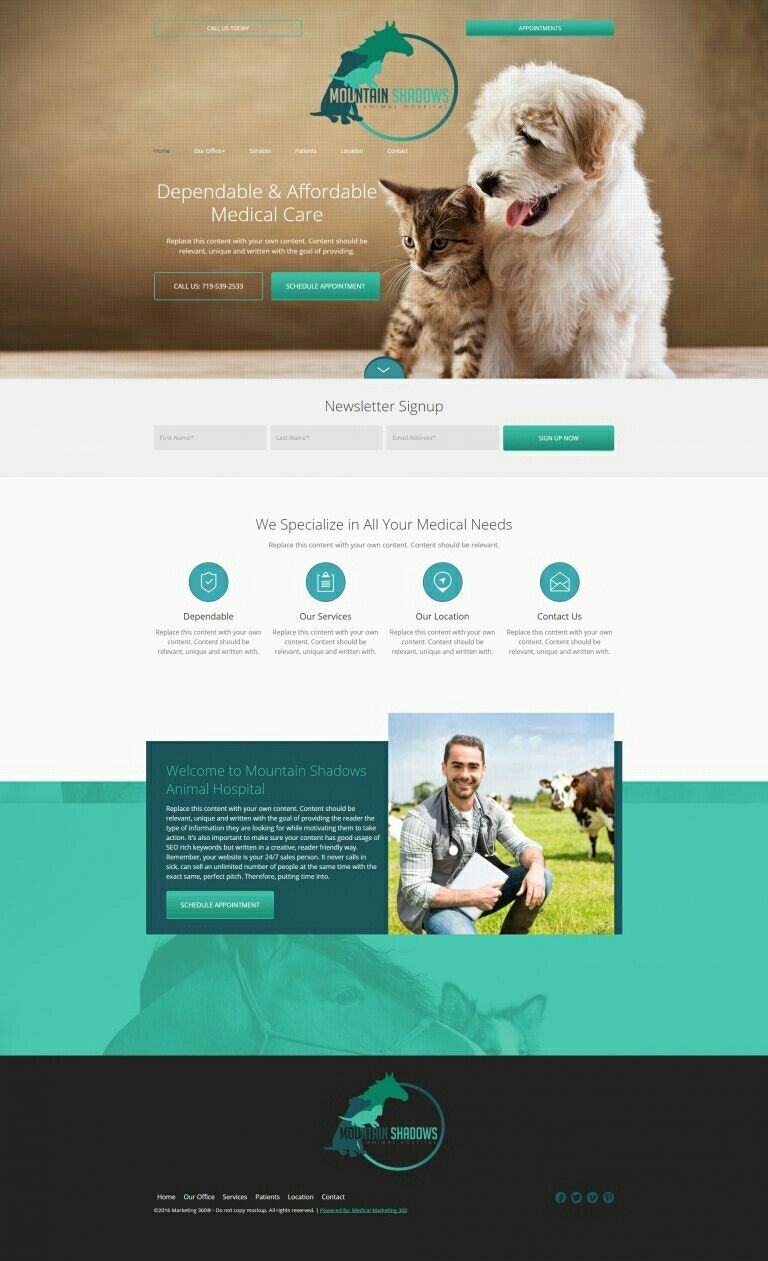 CALL US TODAY
APPOINTMENTS
MOUNTAIN SHADOWS
ANIMAL HOSPITAL
Home
Our Office
Services
Patients
Location
Contact
Dependable & Affordable
Medical Care
Replace this content with your own content. Content should be
relevant, unique and written with the goal of providing.
CALL US: 719-539-2533
SCHEDULE APPOINTMENT
Newsletter Signup
First Name*
Last Name*
Email Address*
SIGN UP NOW
We Specialize in All Your Medical Needs
Replace this content with your own content. Content should be relevant.
Dependable
Replace this content with your own
content. Content should be
relevant, unique and written with.
Our Services
Replace this content with your own
content. Content should be
relevant, unique and written with.
Our Location
Replace this content with your own
content. Content should be
relevant, unique and written with.
Contact Us
Replace this content with your own
content. Content should be
relevant, unique and written with.
Welcome to Mountain Shadows
Animal Hospital
Replace this content with your own content. Content should be
relevant, unique and written with the goal of providing the reader the
type of information they are looking for while motivating them to take
action. It's also important to make sure your content has good usage of
SEO rich keywords but written in a creative, reader friendly way.
Remember, your website is your 24/7 sales person. It never calls in
sick, can sell an unlimited number of people at the same time with the
exact same, perfect pitch. Therefore, putting time into.
SCHEDULE APPOINTMENT
MOUNTAIN SHADOWS
ANIMAL HOSPITAL
Home Our Office Services Patients Location Contact
©2016 Marketing 360® - Do not copy mockup. All rights reserved. | Powered By: Medical Marketing 360